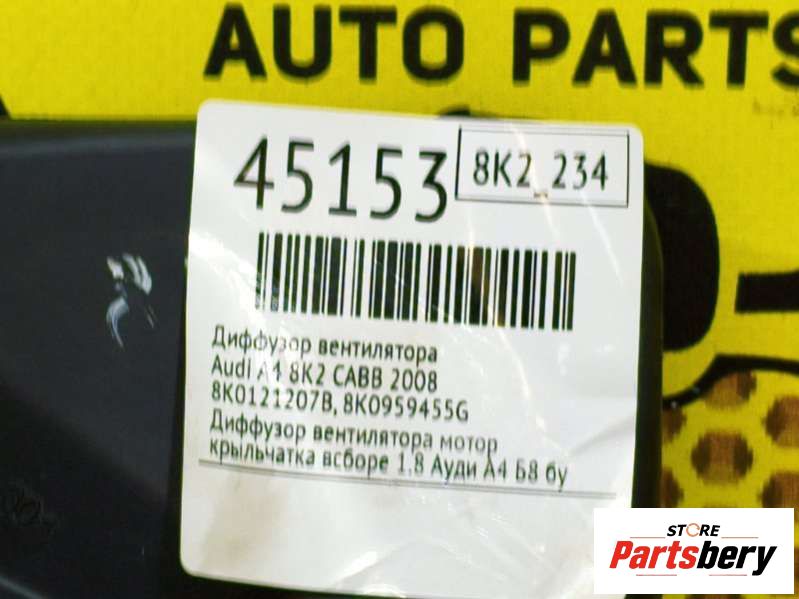 AUTO PARTS
45153
8K2_234
Диффузор вентилятора
Audi A4 8K2 CABB 2008
8K0121207B, 8K0959455G
Диффузор вентилятора мотор
крыльчатка всборе 1.8 Ауди А4 Б8 бу
STORE
Partsbery